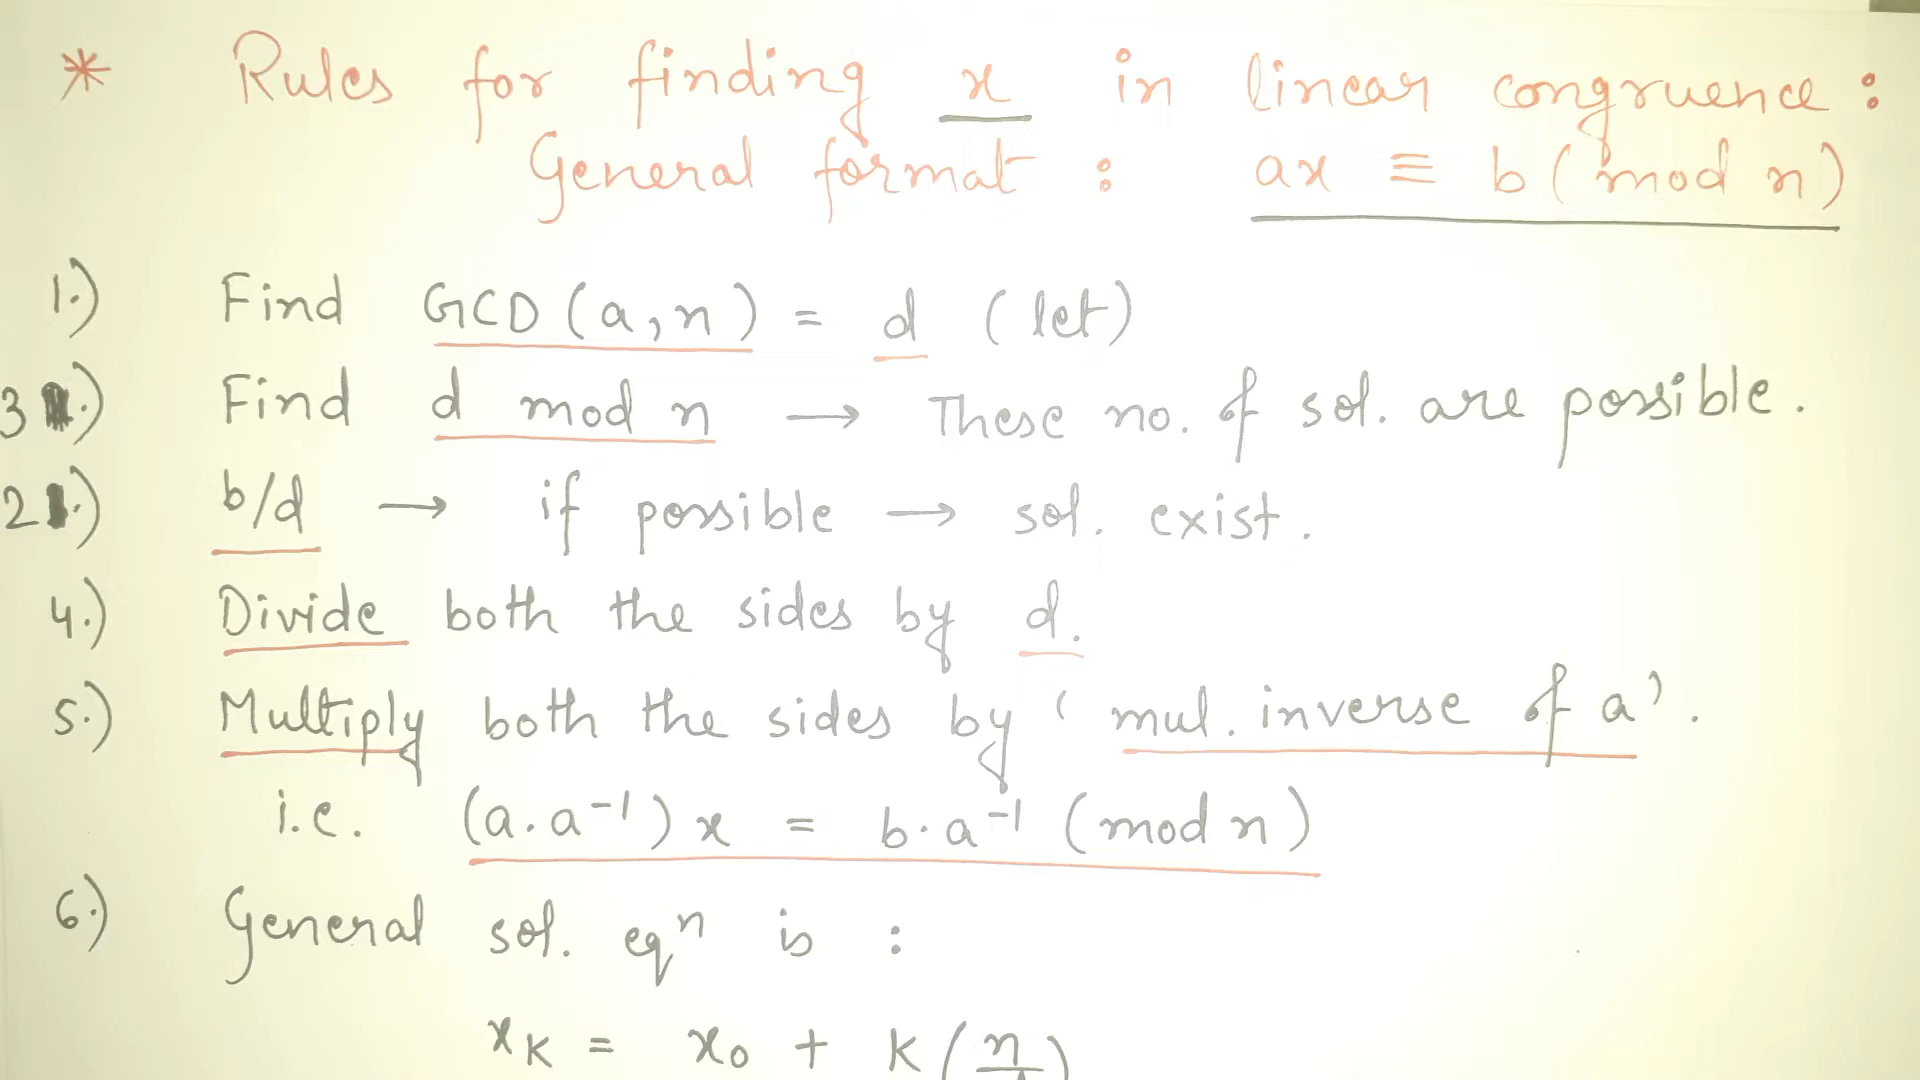 * Rules for finding x in linear congruence :
General format : ax ≡ b (mod n)
1.) Find GCD (a,n) = d (let)
3 .) Find d mod n → These no. of sol. are possible.
2 .) b/d → if possible → sol. exist.
4.) Divide both the sides by d.
5.) Multiply both the sides by 'mul. inverse of a'.
i.e. (a.a⁻¹) x = b.a⁻¹ (mod n)
6.) General sol. eqⁿ is :
xK = x0 + K (n/